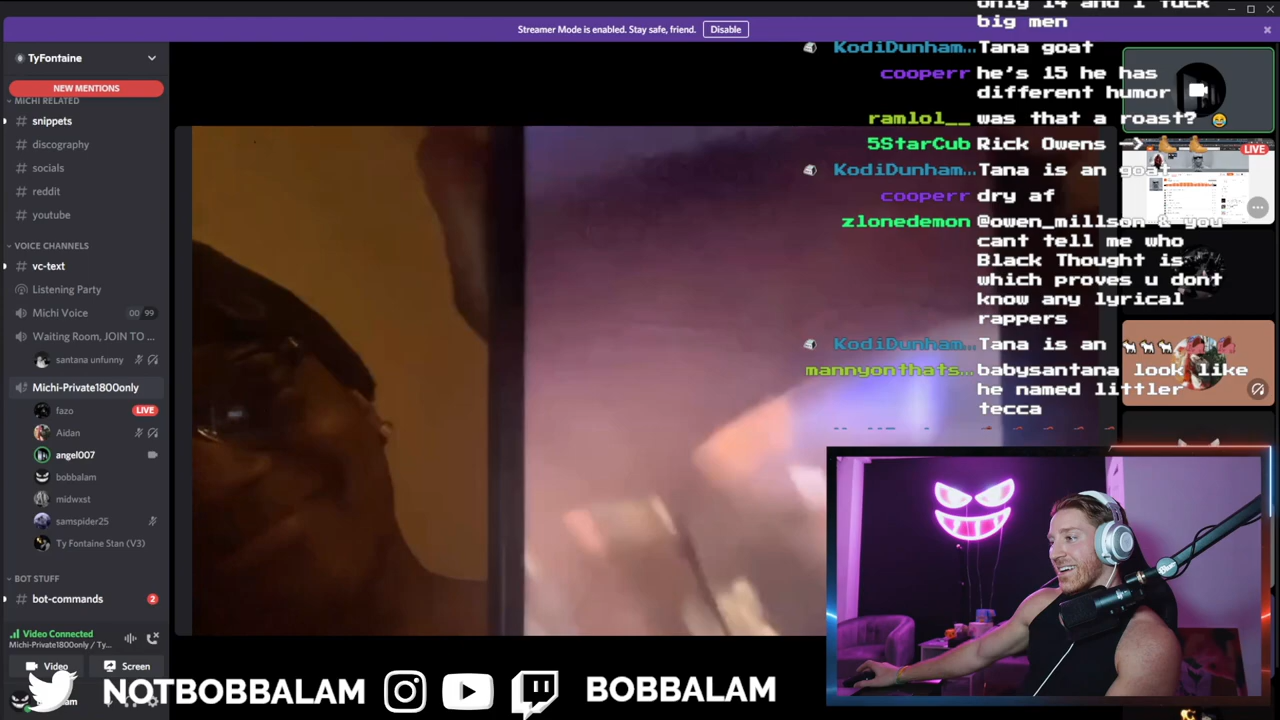 Streamer Mode is enabled. Stay safe, friend.
Disable
TyFontaine
NEW MENTIONS
MICHI RELATED
snippets
discography
socials
reddit
youtube
VOICE CHANNELS
vc-text
Listening Party
Michi Voice
00 99
Waiting Room, JOIN TO ...
santana unfunny
Michi-Private1800only
fazo
LIVE
Aidan
angel007
bobbalam
midwxst
samspider25
Ty Fontaine Stan (V3)
BOT STUFF
bot-commands
2
Video Connected
Michi-Private1800only / Ty...
Video
Screen
only 14 and I fuck
big men
KodiDunham... Tana goat
cooperr he's 15 he has
different humor
ramlol__ was that a roast?
5StarCub Rick Owens ->
KodiDunham... Tana is an goat
cooperr dry af
zlonedemon @owen_millson & you
cant tell me who
Black Thought is
which proves u dont
know any lyrical
rappers
KodiDunham... Tana is an
mannyonthats... babysantana look like
he named littler
tecca
LIVE
NOTBOBBALAM
BOBBALAM